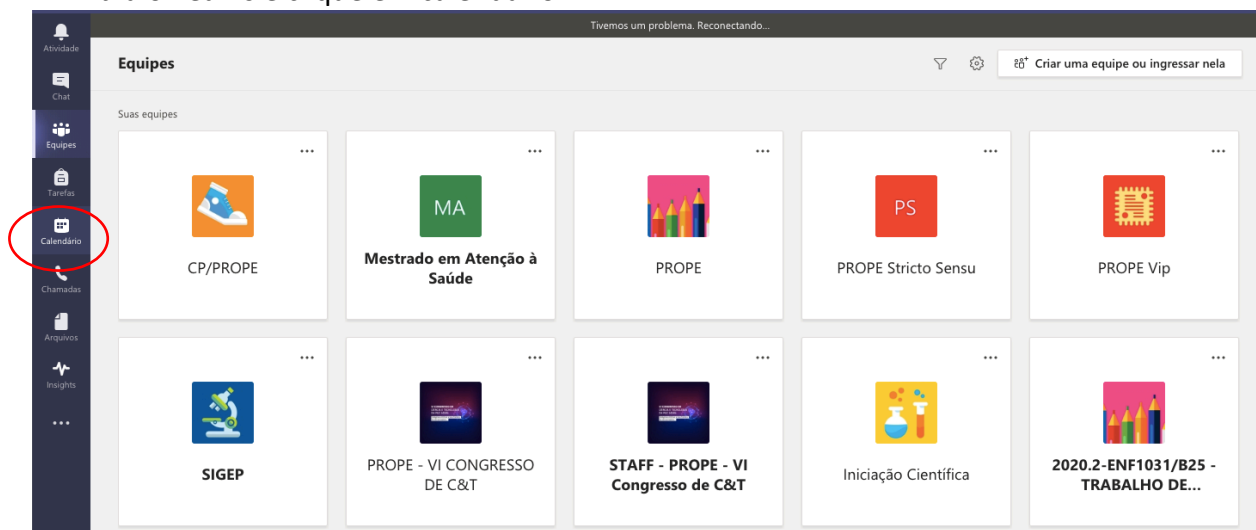 Tivemos um problema. Reconectando...
Atividade
Chat
Equipes
Tarefas
Calendário
Chamadas
Arquivos
Insights
Equipes
Criar uma equipe ou ingressar nela
Suas equipes
CP/PROPE
MA
Mestrado em Atenção à
Saúde
PROPE
PS
PROPE Stricto Sensu
PROPE Vip
SIGEP
PROPE - VI CONGRESSO
DE C&T
STAFF - PROPE - VI
Congresso de C&T
Iniciação Científica
2020.2-ENF1031/B25 -
TRABALHO DE...